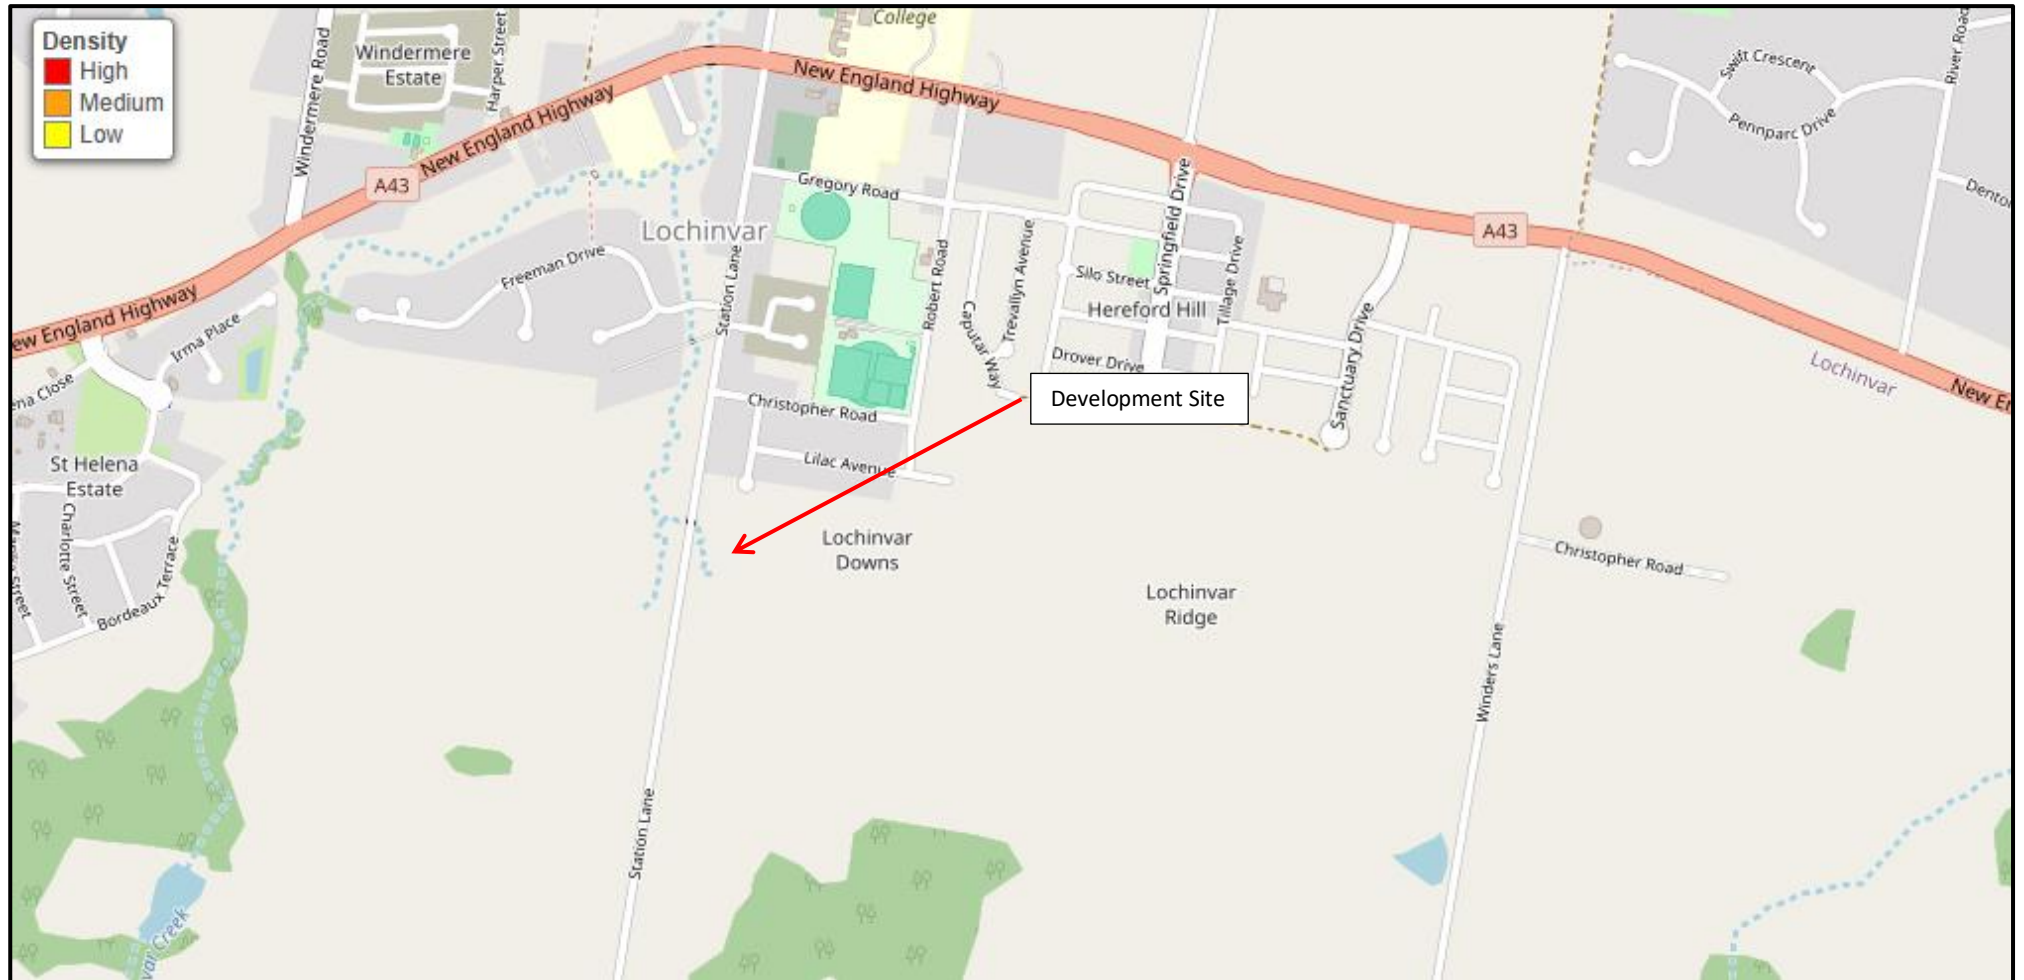 Density
High
Medium
Low
College
Windermere
Estate
Windermere Road
Harper Street
New England Highway
New England Highway
A43
Swift Crescent
River Road
Pennparc Drive
Gregory Road
Springfield Drive
Lochinvar
Station Lane
Robert Road
Trevallyn Avenue
Caputar Way
Silo Street
Hereford Hill
Tillage Drive
Drover Drive
Sanctuary Drive
A43
Freeman Drive
Irma Place
Lochinvar
Development Site
Christopher Road
Lilac Avenue
St Helena
Estate
Charlotte Street
Bordeaux Terrace
Lochinvar
Downs
Lochinvar
Ridge
Christopher Road
Winders Lane
Station Lane
Creek